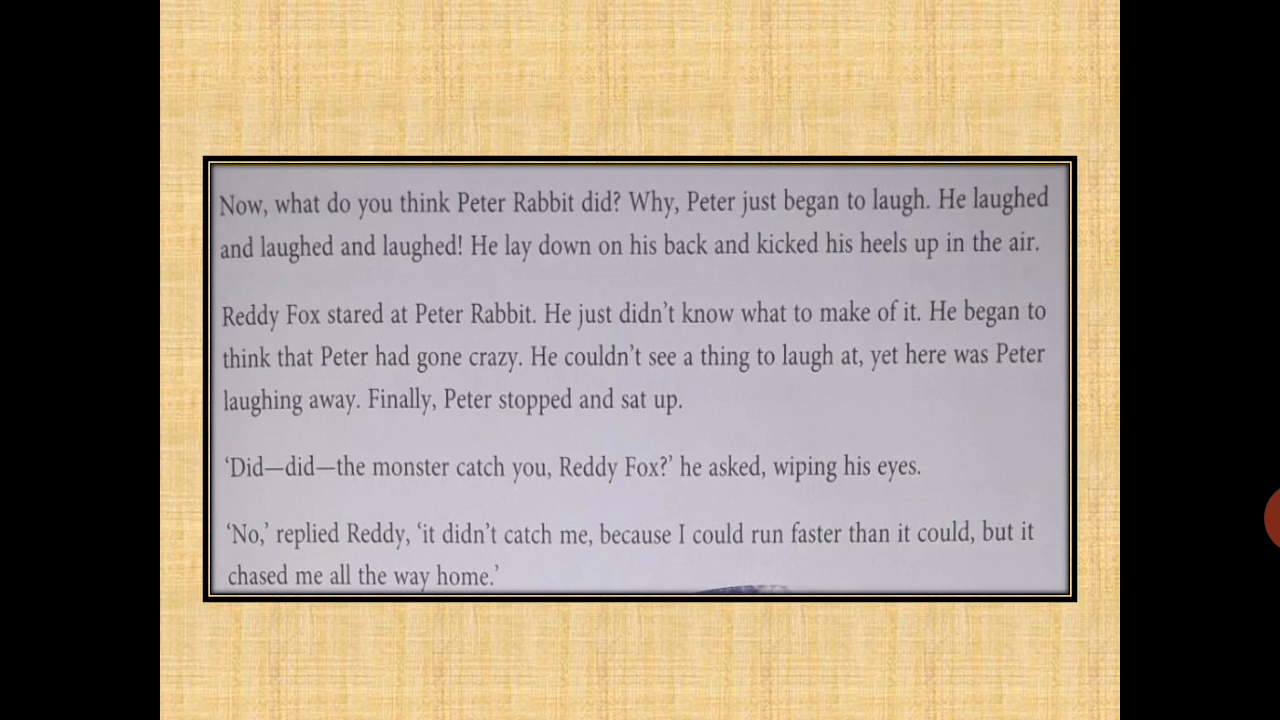 Now, what do you think Peter Rabbit did? Why, Peter just began to laugh. He laughed
and laughed and laughed! He lay down on his back and kicked his heels up in the air.
Reddy Fox stared at Peter Rabbit. He just didn’t know what to make of it. He began to
think that Peter had gone crazy. He couldn’t see a thing to laugh at, yet here was Peter
laughing away. Finally, Peter stopped and sat up.
‘Did—did—the monster catch you, Reddy Fox?’ he asked, wiping his eyes.
‘No,’ replied Reddy, ‘it didn’t catch me, because I could run faster than it could, but it
chased me all the way home.’